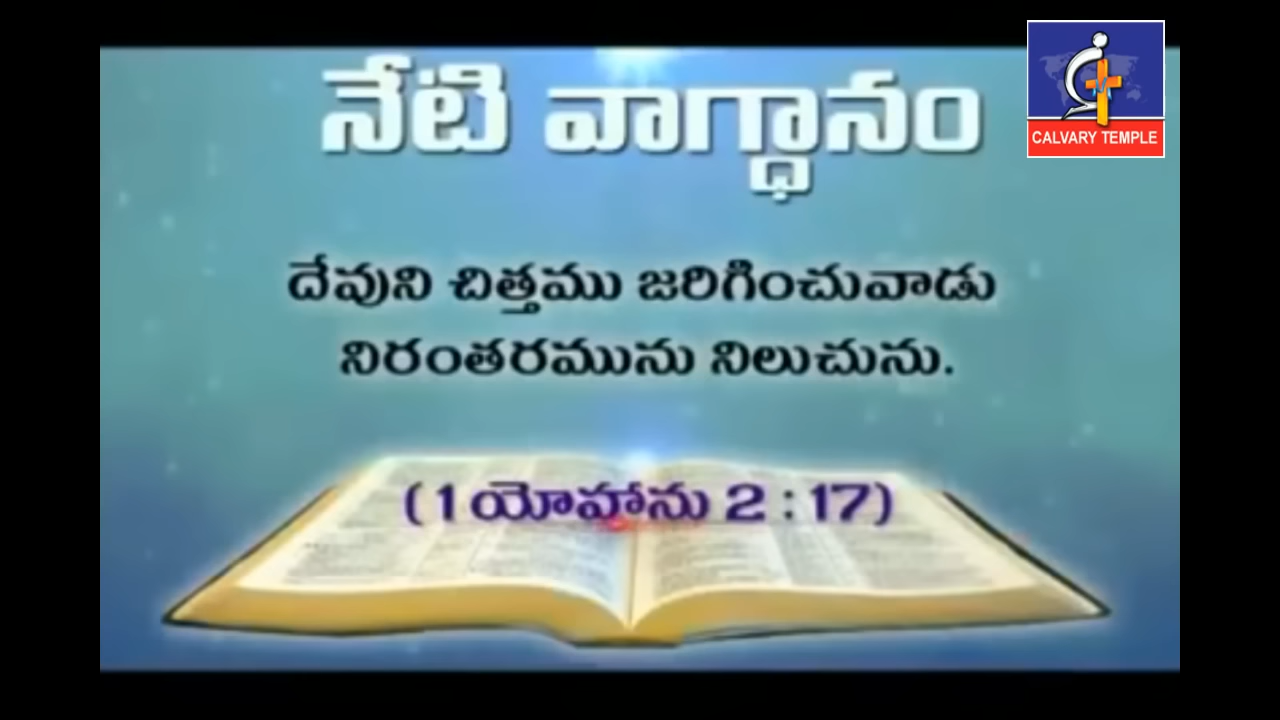 నేటి వాగ్ధానం
CALVARY TEMPLE
దేవుని చిత్తము జరిగించువాడు
నిరంతరమును నిలుచును.
(1 యోహాను 2 : 17)